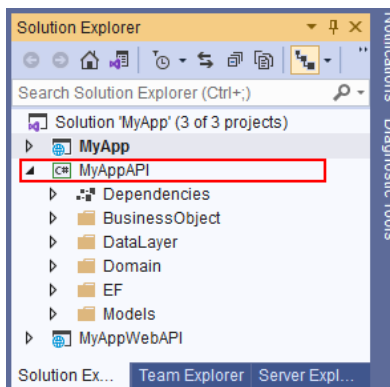 Solution Explorer
Search Solution Explorer (Ctrl+;)
Solution 'MyApp' (3 of 3 projects)
MyApp
C# MyAppAPI
Dependencies
BusinessObject
DataLayer
Domain
EF
Models
MyAppWebAPI
Solution Ex... Team Explorer Server Expl...
Notifications
Diagnostic Tools